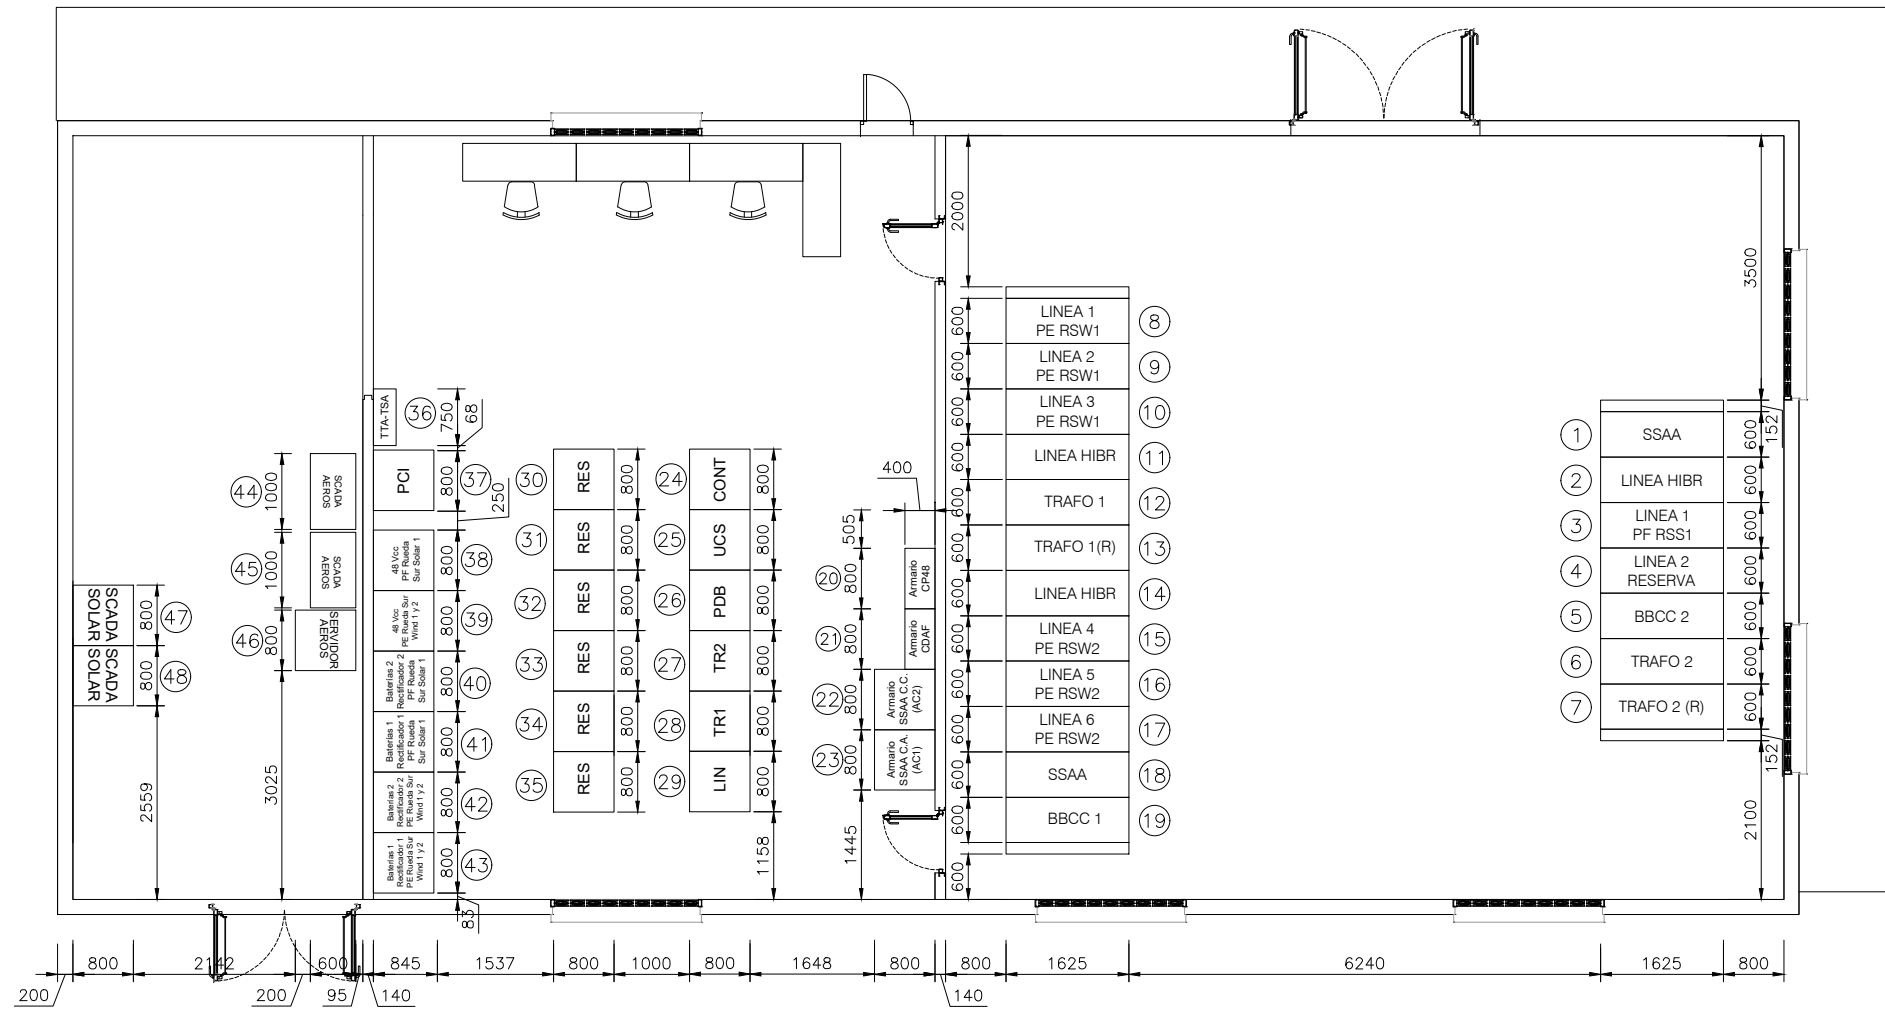 2000
3500
600
LINEA 1
PE RSW1
8
600
LINEA 2
PE RSW1
9
600
LINEA 3
PE RSW1
10
600
LINEA HIBR
11
600
TRAFO 1
12
600
TRAFO 1(R)
13
600
LINEA HIBR
14
600
LINEA 4
PE RSW2
15
600
LINEA 5
PE RSW2
16
600
LINEA 6
PE RSW2
17
600
SSAA
18
600
BBCC 1
19
600
152
1
SSAA
600
2
LINEA HIBR
600
3
LINEA 1
PF RSS1
600
4
LINEA 2
RESERVA
600
5
BBCC 2
600
6
TRAFO 2
600
7
TRAFO 2 (R)
600
152
2100
TTA-TSA
36
750
68
PCI
37
800
250
48 Vcc
PF Rueda
Sur Solar 1
38
800
48 Vcc
PE Rueda Sur
Wind 1 y 2
39
800
Baterías 2
Rectificador 2
PF Rueda
Sur Solar 1
40
800
Baterías 1
Rectificador 1
PF Rueda
Sur Solar 1
41
800
Baterías 2
Rectificador 2
PE Rueda Sur
Wind 1 y 2
42
800
Baterías 1
Rectificador 1
PE Rueda Sur
Wind 1 y 2
43
800
83
30
RES
800
31
RES
800
32
RES
800
33
RES
800
34
RES
800
35
RES
800
24
CONT
800
25
UCS
800
26
PDB
800
27
TR2
800
28
TR1
800
29
LIN
800
1158
400
505
20
800
Armario
CP48
21
800
Armario
CDAF
22
800
Armario
SSAA C.C.
(AC2)
23
800
Armario
SSAA C.A.
(AC1)
1445
44
1000
SCADA
AEROS
45
1000
SCADA
AEROS
46
800
SERVIDOR
AEROS
3025
SCADA
SOLAR
800
47
SCADA
SOLAR
800
48
2559
800
2142
600
845
1537
800
1000
800
1648
800
800
1625
6240
1625
800
200
200
95
140
140